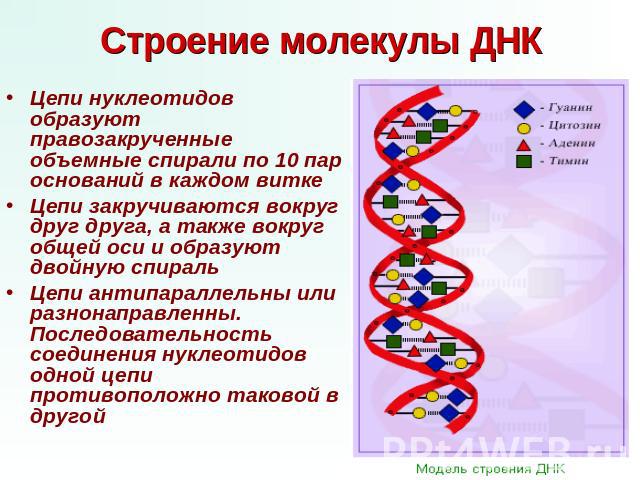 Строение молекулы ДНК
• Цепи нуклеотидов
образуют
правозакрученные
объемные спирали по 10 пар
оснований в каждом витке
• Цепи закручиваются вокруг
друг друга, а также вокруг
общей оси и образуют
двойную спираль
• Цепи антипараллельны или
разнонаправленны.
Последовательность
соединения нуклеотидов
одной цепи
противоположно таковой в
другой
- Гуанин
- Цитозин
- Аденин
- Тимин
PPt4WEB.ru
Модель строения ДНК